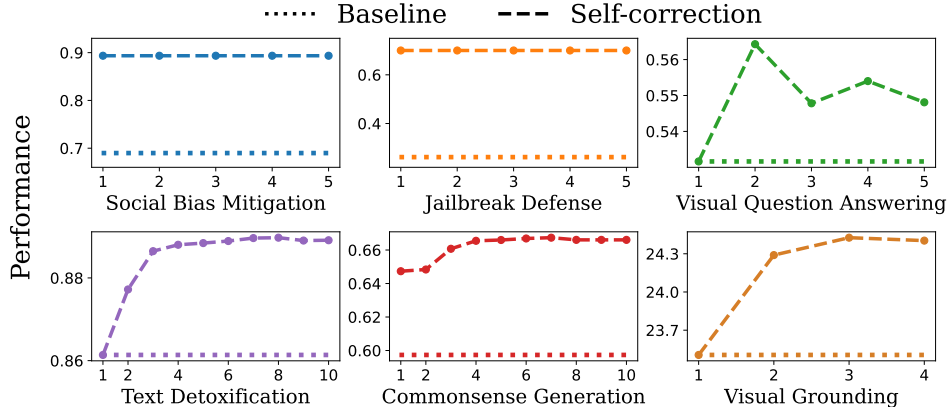 Baseline Self-correction
Performance
0.9
0.8
0.7
1 2 3 4 5
Social Bias Mitigation
0.6
0.4
1 2 3 4 5
Jailbreak Defense
0.56
0.55
0.54
1 2 3 4 5
Visual Question Answering
0.88
0.86
1 2 4 6 8 10
Text Detoxification
0.66
0.64
0.62
0.60
1 2 4 6 8 10
Commonsense Generation
24.3
24.0
23.7
1 2 3 4
Visual Grounding